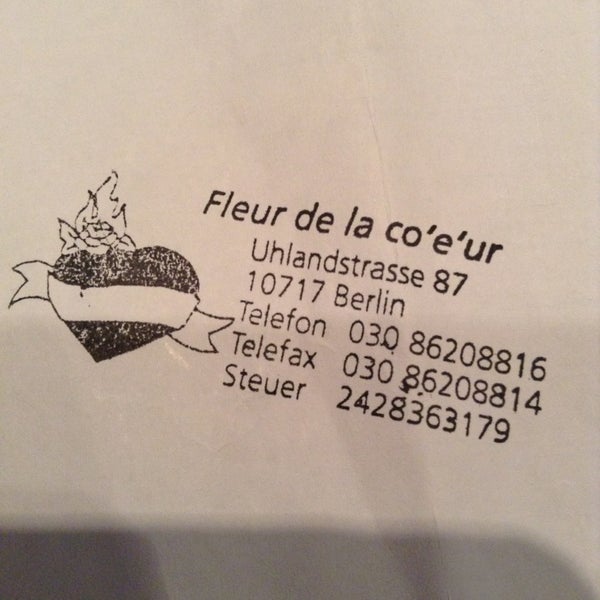 Fleur de la co'e'ur
Uhlandstrasse 87
10717 Berlin
Telefon 030 86208816
Telefax 030 86208814
Steuer 2428363179